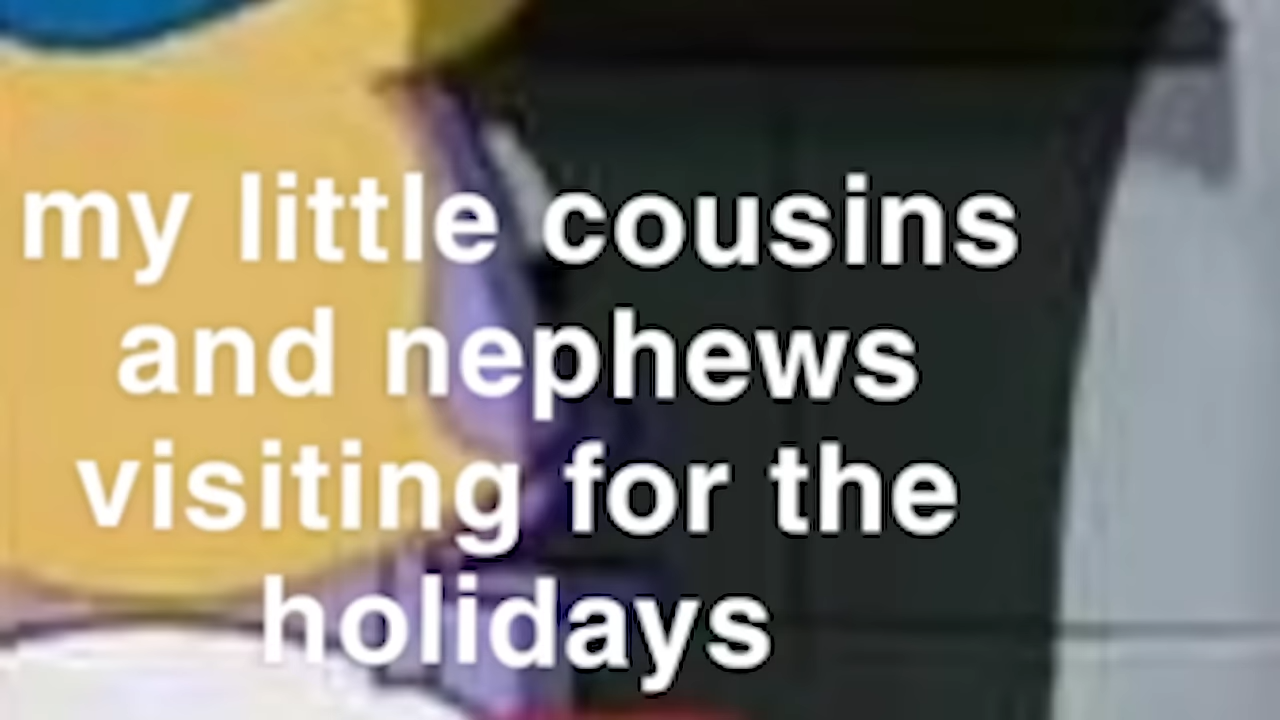 my little cousins
and nephews
visiting for the
holidays